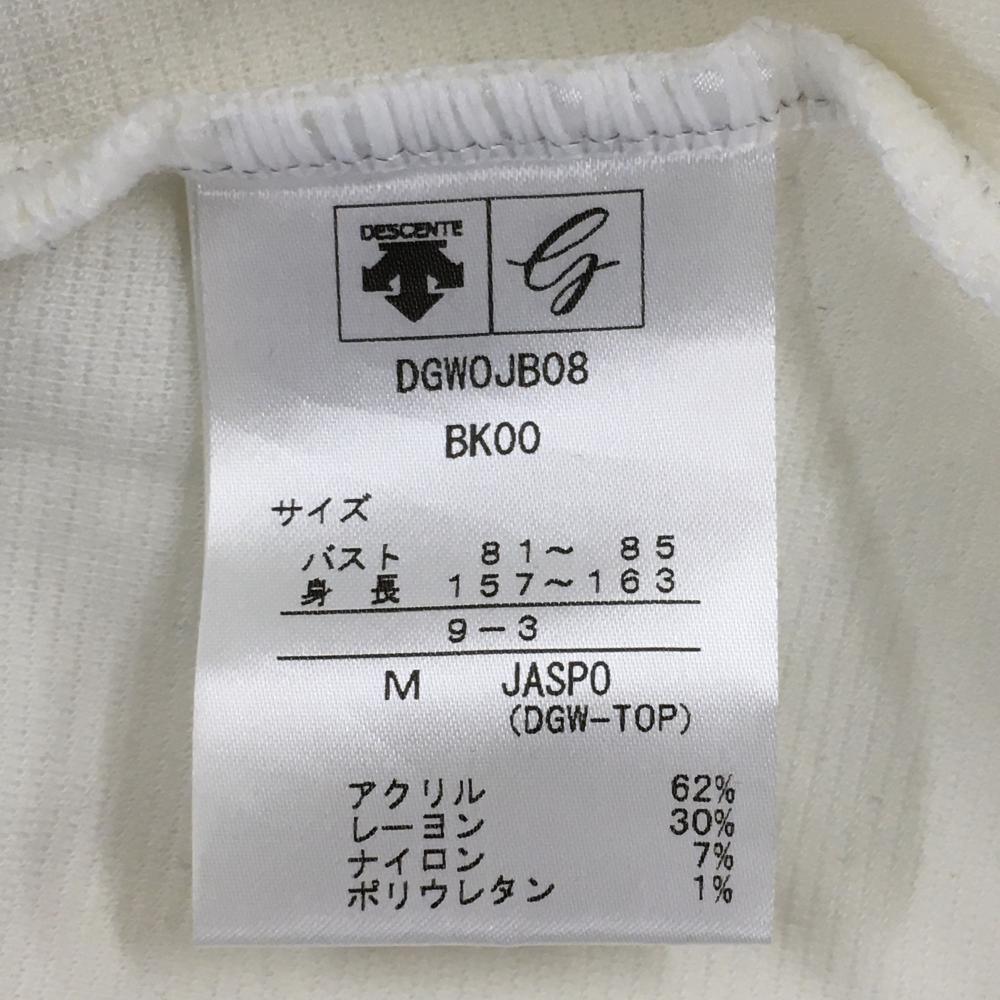 DESCENTE G
DGWOJB08
BK00
サイズ
バスト 81〜 85
身 長 157〜163
9-3
M JASPO
(DGW-TOP)
アクリル 62%
レーヨン 30%
ナイロン 7%
ポリウレタン 1%